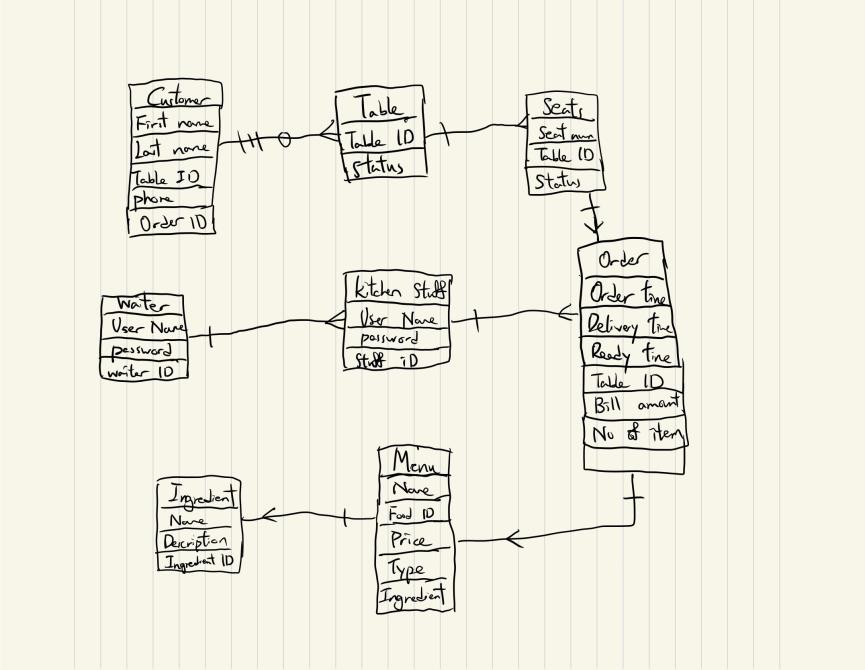 Customer
First name
Last name
Table ID
phone
Order ID
Table
Table ID
Status
Seats
Seat num
Table ID
Status
Waiter
User Name
password
waiter ID
kitchen Stuff
User Name
password
Stuff iD
Order
Order time
Delivery time
Ready time
Table ID
Bill amount
No of item
Ingredient
Name
Description
Ingredient ID
Menu
Name
Food ID
Price
Type
Ingredient